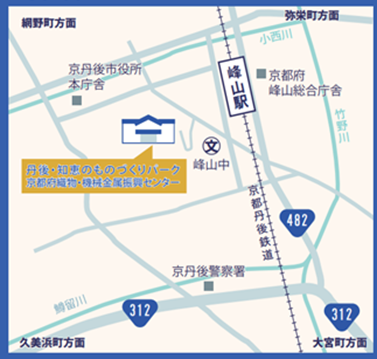 網野町方面
弥栄町方面
小西川
京丹後市役所
本庁舎
峰山駅
京都府
峰山総合庁舎
竹野川
文
峰山中
丹後・知恵のものづくりパーク
京都府織物・機械金属振興センター
京都丹後鉄道
482
京丹後警察署
鱒留川
312
312
久美浜町方面
大宮町方面